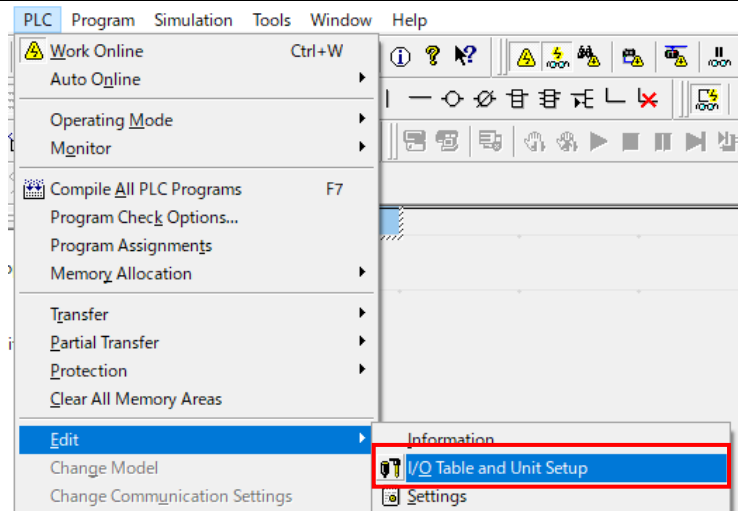 PLC Program Simulation Tools Window Help
Work Online Ctrl+W
Auto Online
Operating Mode
Monitor
Compile All PLC Programs F7
Program Check Options...
Program Assignments
Memory Allocation
Transfer
Partial Transfer
Protection
Clear All Memory Areas
Edit
Information
Change Model
I/O Table and Unit Setup
Change Communication Settings
Settings